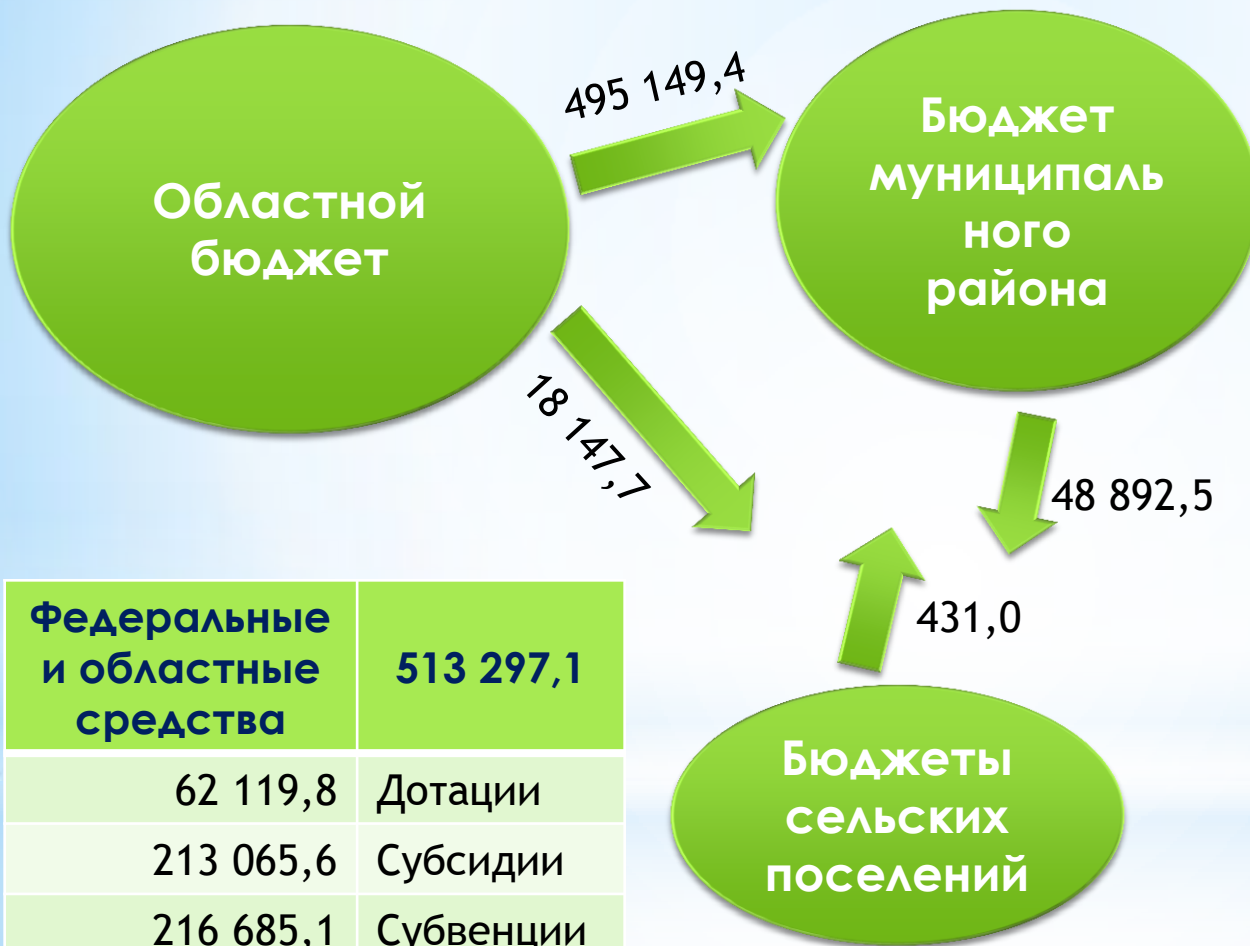 495 149,4
Областной
бюджет
Бюджет
муниципаль
ного
района
18 147,7
48 892,5
431,0
Федеральные
и областные
средства
513 297,1
62 119,8 Дотации
213 065,6 Субсидии
216 685,1 Субвенции
Бюджеты
сельских
поселений